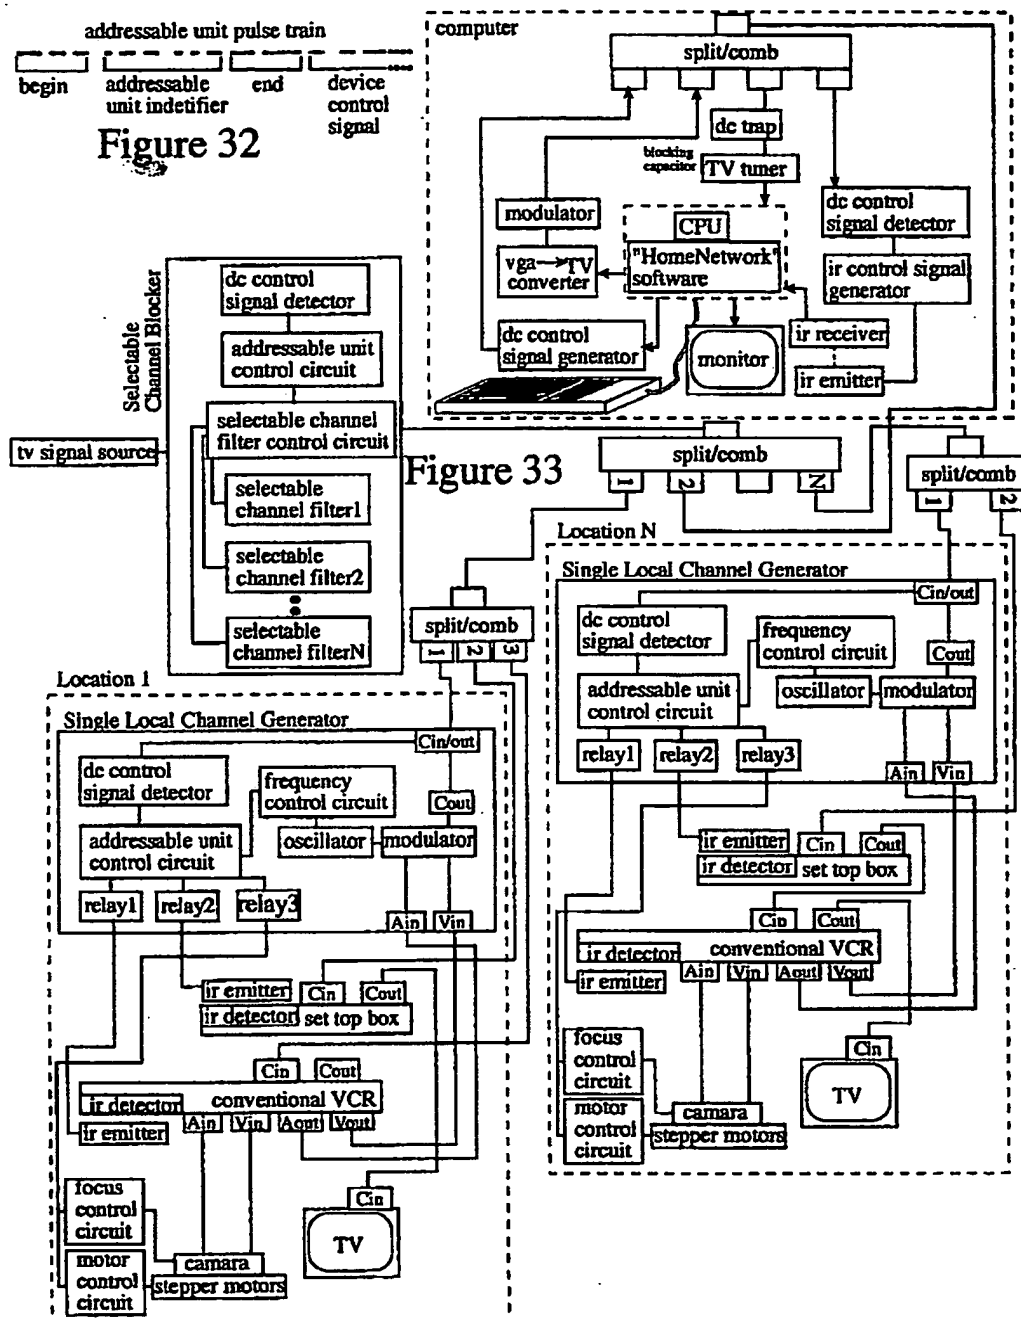 addressable unit pulse train
begin
addressable
unit indetifier
end
device
control
signal
Figure 32
computer
split/comb
dc trap
blocking
capacitor
TV tuner
modulator
vga→TV
converter
CPU
"HomeNetwork"
software
dc control
signal detector
ir control signal
generator
dc control
signal generator
monitor
ir receiver
ir emitter
Selectable
Channel Blocker
dc control
signal detector
addressable unit
control circuit
selectable channel
filter control circuit
tv signal source
selectable
channel filter1
selectable
channel filter2
selectable
channel filterN
Figure 33
split/comb
1
2
N
split/comb
1
2
split/comb
1
2
3
Location 1
Single Local Channel Generator
Cin/out
dc control
signal detector
frequency
control circuit
Cout
addressable unit
control circuit
oscillator
modulator
relay1
relay2
relay3
Ain
Vin
ir emitter
Cin
Cout
ir detector
set top box
Cin
Cout
conventional VCR
ir detector
Ain
Vin
Aout
Vout
ir emitter
focus
control
circuit
motor
control
circuit
camara
stepper motors
Cin
TV
Location N
Single Local Channel Generator
Cin/out
dc control
signal detector
frequency
control circuit
Cout
addressable unit
control circuit
oscillator
modulator
relay1
relay2
relay3
Ain
Vin
ir emitter
Cin
Cout
ir detector
set top box
Cin
Cout
conventional VCR
ir detector
Ain
Vin
Aout
Vout
ir emitter
focus
control
circuit
motor
control
circuit
camara
stepper motors
Cin
TV